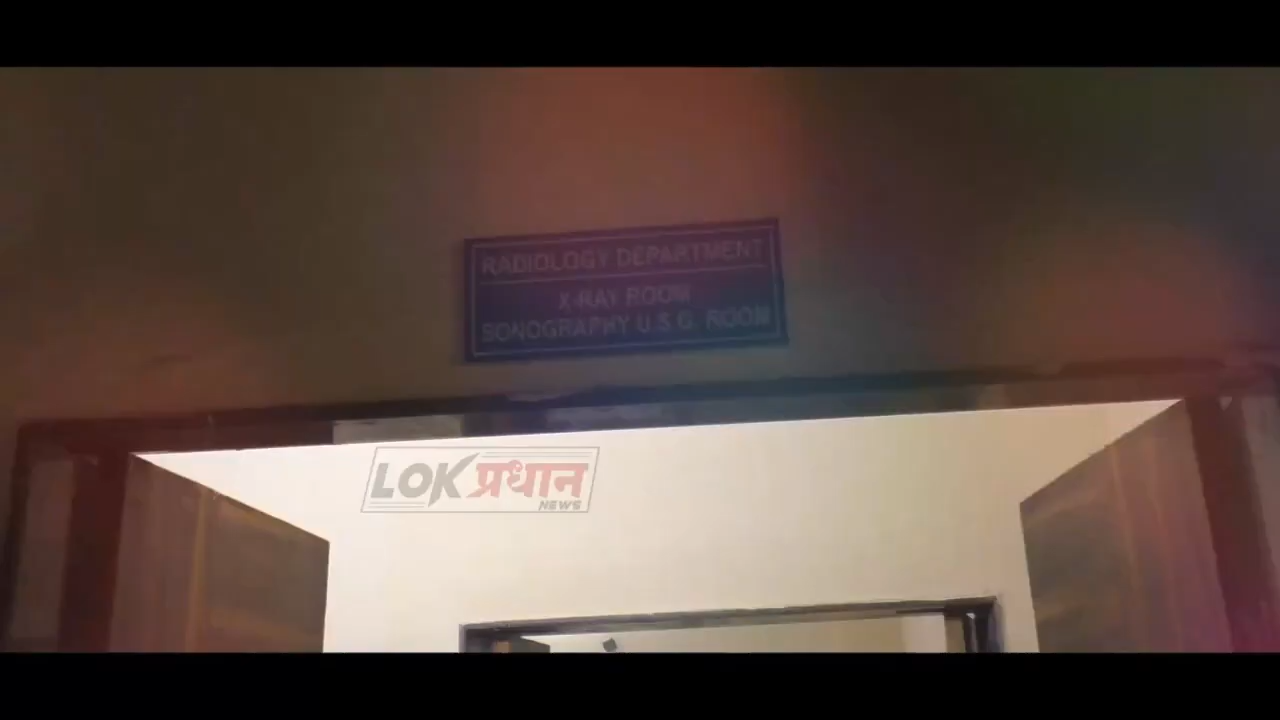 RADIOLOGY DEPARTMENT
X-RAY ROOM
SONOGRAPHY U.S.G. ROOM
LOK प्रधान
NEWS